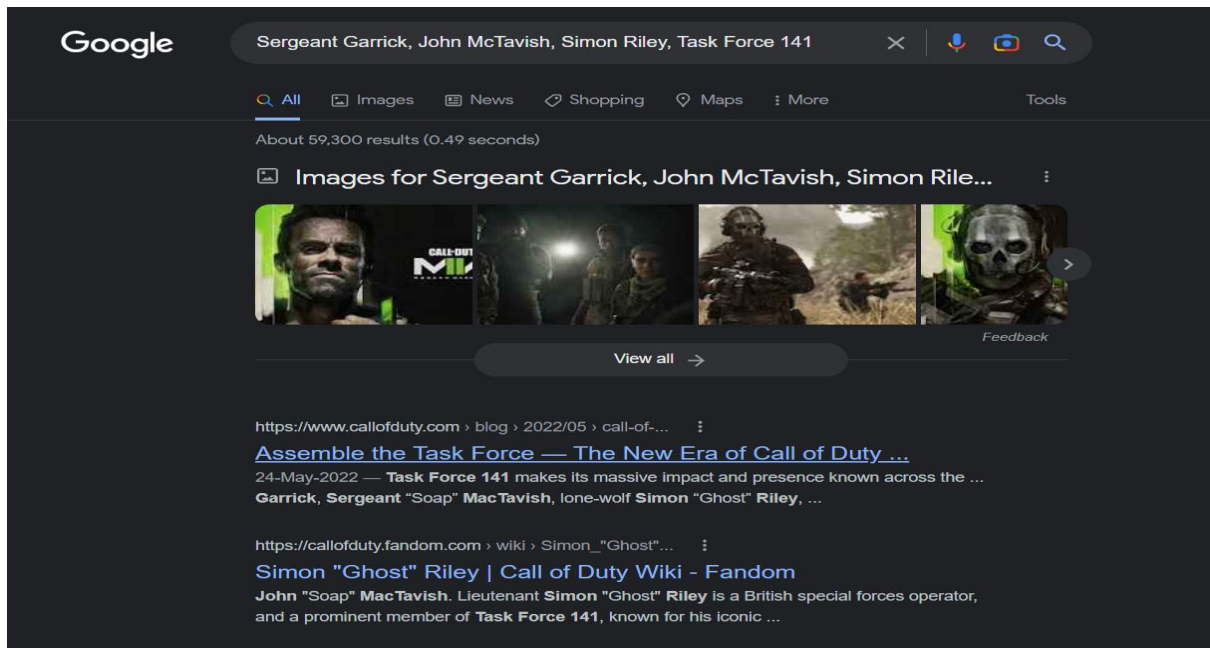 Google
Sergeant Garrick, John McTavish, Simon Riley, Task Force 141
All Images News Shopping Maps More Tools
About 59,300 results (0.49 seconds)
Images for Sergeant Garrick, John McTavish, Simon Rile...
CALL·DUT
MII
Feedback
View all →
https://www.callofduty.com › blog › 2022/05 › call-of-...
Assemble the Task Force — The New Era of Call of Duty ...
24-May-2022 — Task Force 141 makes its massive impact and presence known across the ...
Garrick, Sergeant “Soap” MacTavish, lone-wolf Simon “Ghost” Riley, ...
https://callofduty.fandom.com › wiki › Simon_"Ghost"...
Simon "Ghost" Riley | Call of Duty Wiki - Fandom
John "Soap" MacTavish. Lieutenant Simon "Ghost" Riley is a British special forces operator,
and a prominent member of Task Force 141, known for his iconic ...